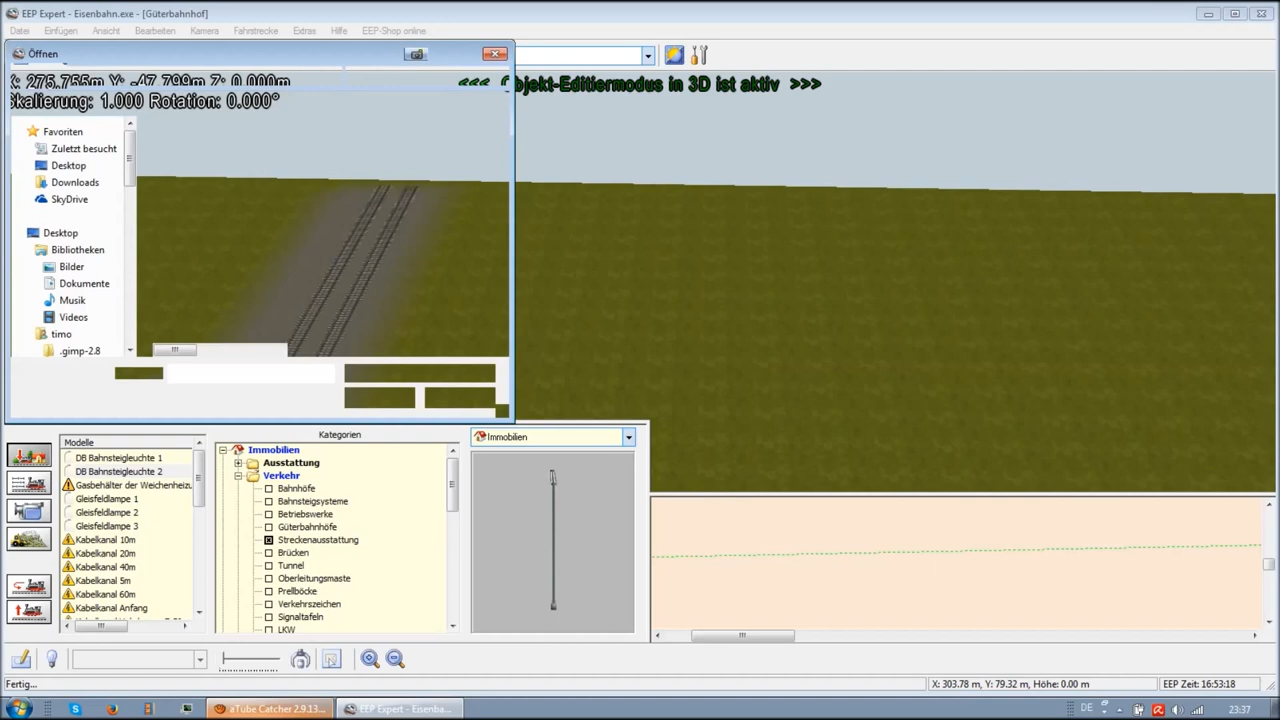 EEP Expert - Eisenbahn.exe - [Güterbahnhof]
Datei Einfügen Ansicht Bearbeiten Kamera Fahrstrecke Extras Hilfe EEP-Shop online
Öffnen
X: 275.755m Y: -47.799m Z: 0.000m
<<< Objekt-Editiermodus in 3D ist aktiv >>>
Skalierung: 1.000 Rotation: 0.000°
Favoriten
Zuletzt besucht
Desktop
Downloads
SkyDrive
Desktop
Bibliotheken
Bilder
Dokumente
Musik
Videos
timo
.gimp-2.8
Modelle
DB Bahnsteigleuchte 1
DB Bahnsteigleuchte 2
Gasbehälter der Weichenheizu
Gleisfeldlampe 1
Gleisfeldlampe 2
Gleisfeldlampe 3
Kabelkanal 10m
Kabelkanal 20m
Kabelkanal 40m
Kabelkanal 5m
Kabelkanal 60m
Kabelkanal Anfang
Kategorien
Immobilien
Ausstattung
Verkehr
Bahnhöfe
Bahnsteigsysteme
Betriebswerke
Güterbahnhöfe
Streckenausstattung
Brücken
Tunnel
Oberleitungsmaste
Prellböcke
Verkehrszeichen
Signaltafeln
LKW
Immobilien
Fertig...
X: 303.78 m, Y: 79.32 m, Höhe: 0.00 m
EEP Zeit: 16:53:18
aTube Catcher 2.9.13...
EEP Expert - Eisenba...
DE
23:37